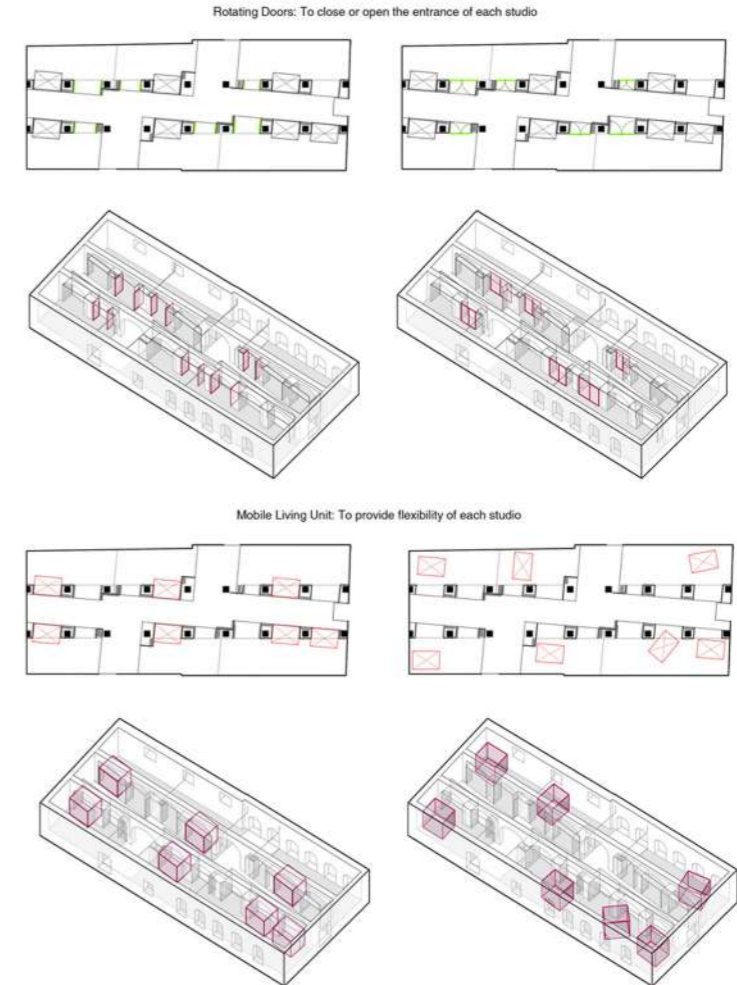 Rotating Doors: To close or open the entrance of each studio
Mobile Living Unit: To provide flexibility of each studio